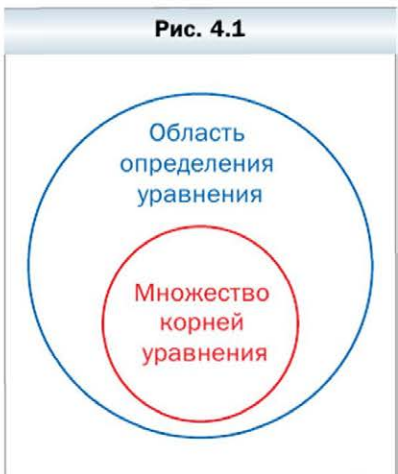 Рис. 4.1
Область
определения
уравнения
Множество
корней
уравнения